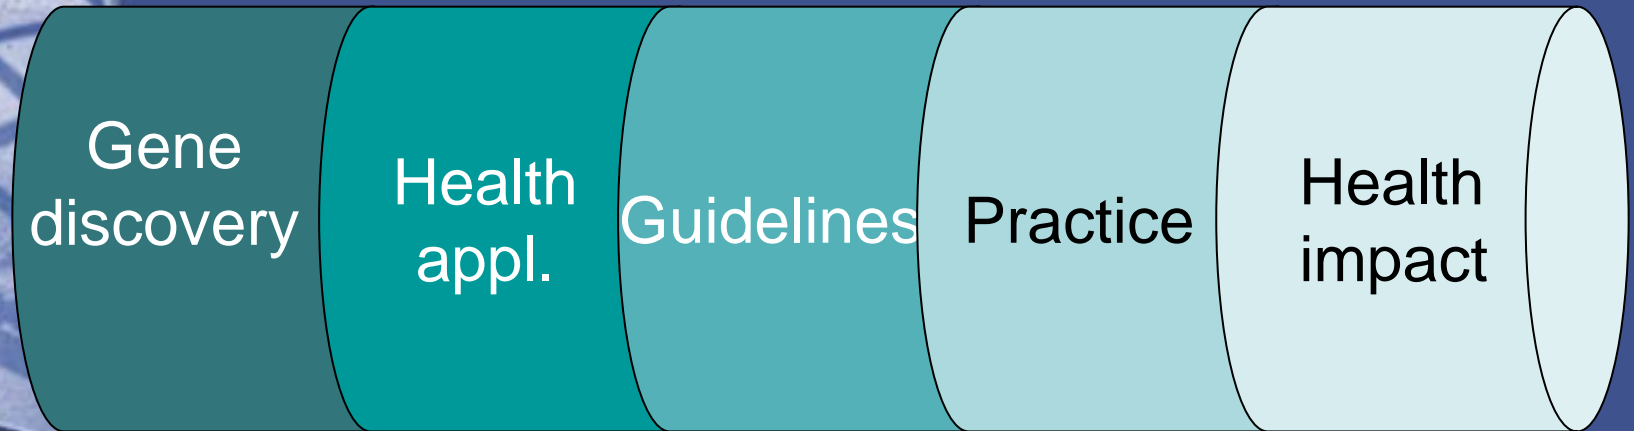 Gene
discovery
Health
appl.
Guidelines
Practice
Health
impact